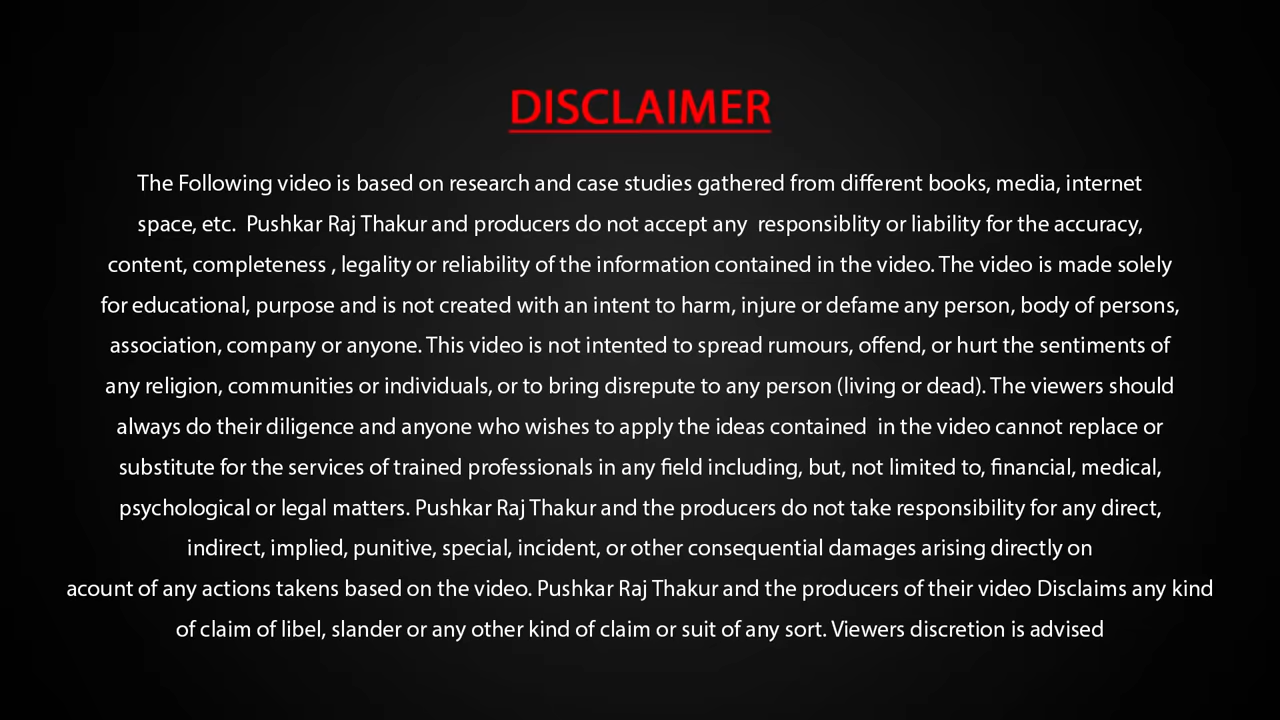 DISCLAIMER
The Following video is based on research and case studies gathered from different books, media, internet
space, etc.  Pushkar Raj Thakur and producers do not accept any  responsiblity or liability for the accuracy,
content, completeness , legality or reliability of the information contained in the video. The video is made solely
for educational, purpose and is not created with an intent to harm, injure or defame any person, body of persons,
association, company or anyone. This video is not intented to spread rumours, offend, or hurt the sentiments of
any religion, communities or individuals, or to bring disrepute to any person (living or dead). The viewers should
always do their diligence and anyone who wishes to apply the ideas contained  in the video cannot replace or
substitute for the services of trained professionals in any field including, but, not limited to, financial, medical,
psychological or legal matters. Pushkar Raj Thakur and the producers do not take responsibility for any direct,
indirect, implied, punitive, special, incident, or other consequential damages arising directly on
acount of any actions takens based on the video. Pushkar Raj Thakur and the producers of their video Disclaims any kind
of claim of libel, slander or any other kind of claim or suit of any sort. Viewers discretion is advised